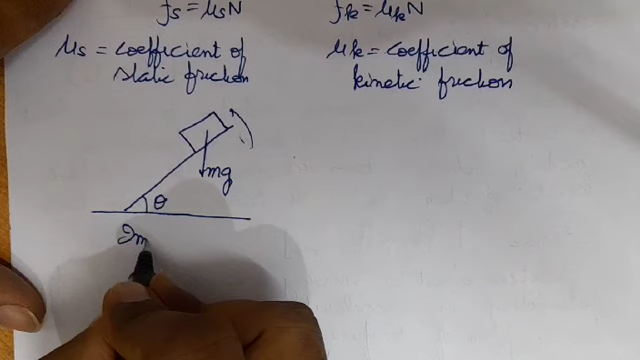 fs = μsN fk = μkN
μs = coefficient of μk = coefficient of
static friction kinetic friction
mg
θ